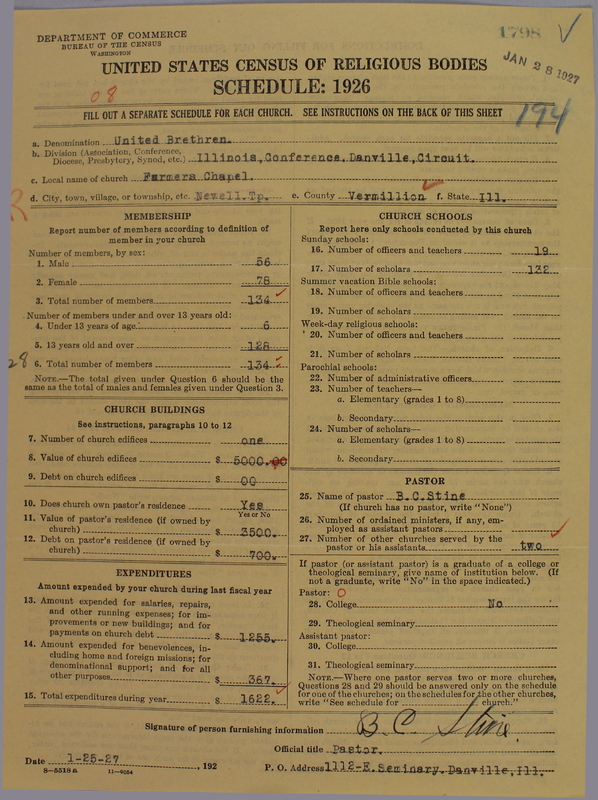 DEPARTMENT OF COMMERCE
BUREAU OF THE CENSUS
WASHINGTON
1798
JAN 28 1927
UNITED STATES CENSUS OF RELIGIOUS BODIES
SCHEDULE: 1926
08
FILL OUT A SEPARATE SCHEDULE FOR EACH CHURCH. SEE INSTRUCTIONS ON THE BACK OF THIS SHEET
194
a. Denomination United Brethren.
b. Division (Association, Conference, Diocese, Presbytery, Synod, etc.) Illinois,Conference.Danville,Circuit.
c. Local name of church Farmers Chapel.
d. City, town, village, or township, etc. Newell.Tp. e. County Vermillion f. State Ill.
R
MEMBERSHIP
Report number of members according to definition of
member in your church
Number of members, by sex:
1. Male 56
2. Female 78
3. Total number of members 134
Number of members under and over 13 years old:
4. Under 13 years of age 6
5. 13 years old and over 128
28
6. Total number of members 134
NOTE.—The total given under Question 6 should be the
same as the total of males and females given under Question 3.
CHURCH BUILDINGS
See instructions, paragraphs 10 to 12
7. Number of church edifices one
8. Value of church edifices $ 5000.00
9. Debt on church edifices $ 00
10. Does church own pastor's residence Yes
Yes or No
11. Value of pastor's residence (if owned by
church) $ 3500.
12. Debt on pastor's residence (if owned by
church) $ 700.
EXPENDITURES
Amount expended by your church during last fiscal year
13. Amount expended for salaries, repairs,
and other running expenses; for im-
provements or new buildings; and for
payments on church debt $ 1255.
14. Amount expended for benevolences, in-
cluding home and foreign missions; for
denominational support; and for all
other purposes $ 367.
15. Total expenditures during year $ 1622.
CHURCH SCHOOLS
Report here only schools conducted by this church
Sunday schools:
16. Number of officers and teachers 19
17. Number of scholars 132
Summer vacation Bible schools:
18. Number of officers and teachers
19. Number of scholars
Week-day religious schools:
20. Number of officers and teachers
21. Number of scholars
Parochial schools:
22. Number of administrative officers
23. Number of teachers—
a. Elementary (grades 1 to 8)
b. Secondary
24. Number of scholars—
a. Elementary (grades 1 to 8)
b. Secondary
PASTOR
25. Name of pastor B.C.Stine
(If church has no pastor, write "None")
26. Number of ordained ministers, if any, em-
ployed as assistant pastors
27. Number of other churches served by the
pastor or his assistants two
If pastor (or assistant pastor) is a graduate of a college or
theological seminary, give name of institution below. (If
not a graduate, write "No" in the space indicated.)
Pastor: O
28. College No
29. Theological seminary
Assistant pastor:
30. College
31. Theological seminary
NOTE.—Where one pastor serves two or more churches,
Questions 28 and 29 should be answered only on the schedule
for one of the churches; on the schedules for the other churches,
write "See schedule for church."
Signature of person furnishing information B. C. Stine.
Official title Pastor.
Date 1-25-27 , 192
P. O. Address 1112-E. Seminary. Danville,Ill.
8—5518a 11—9054